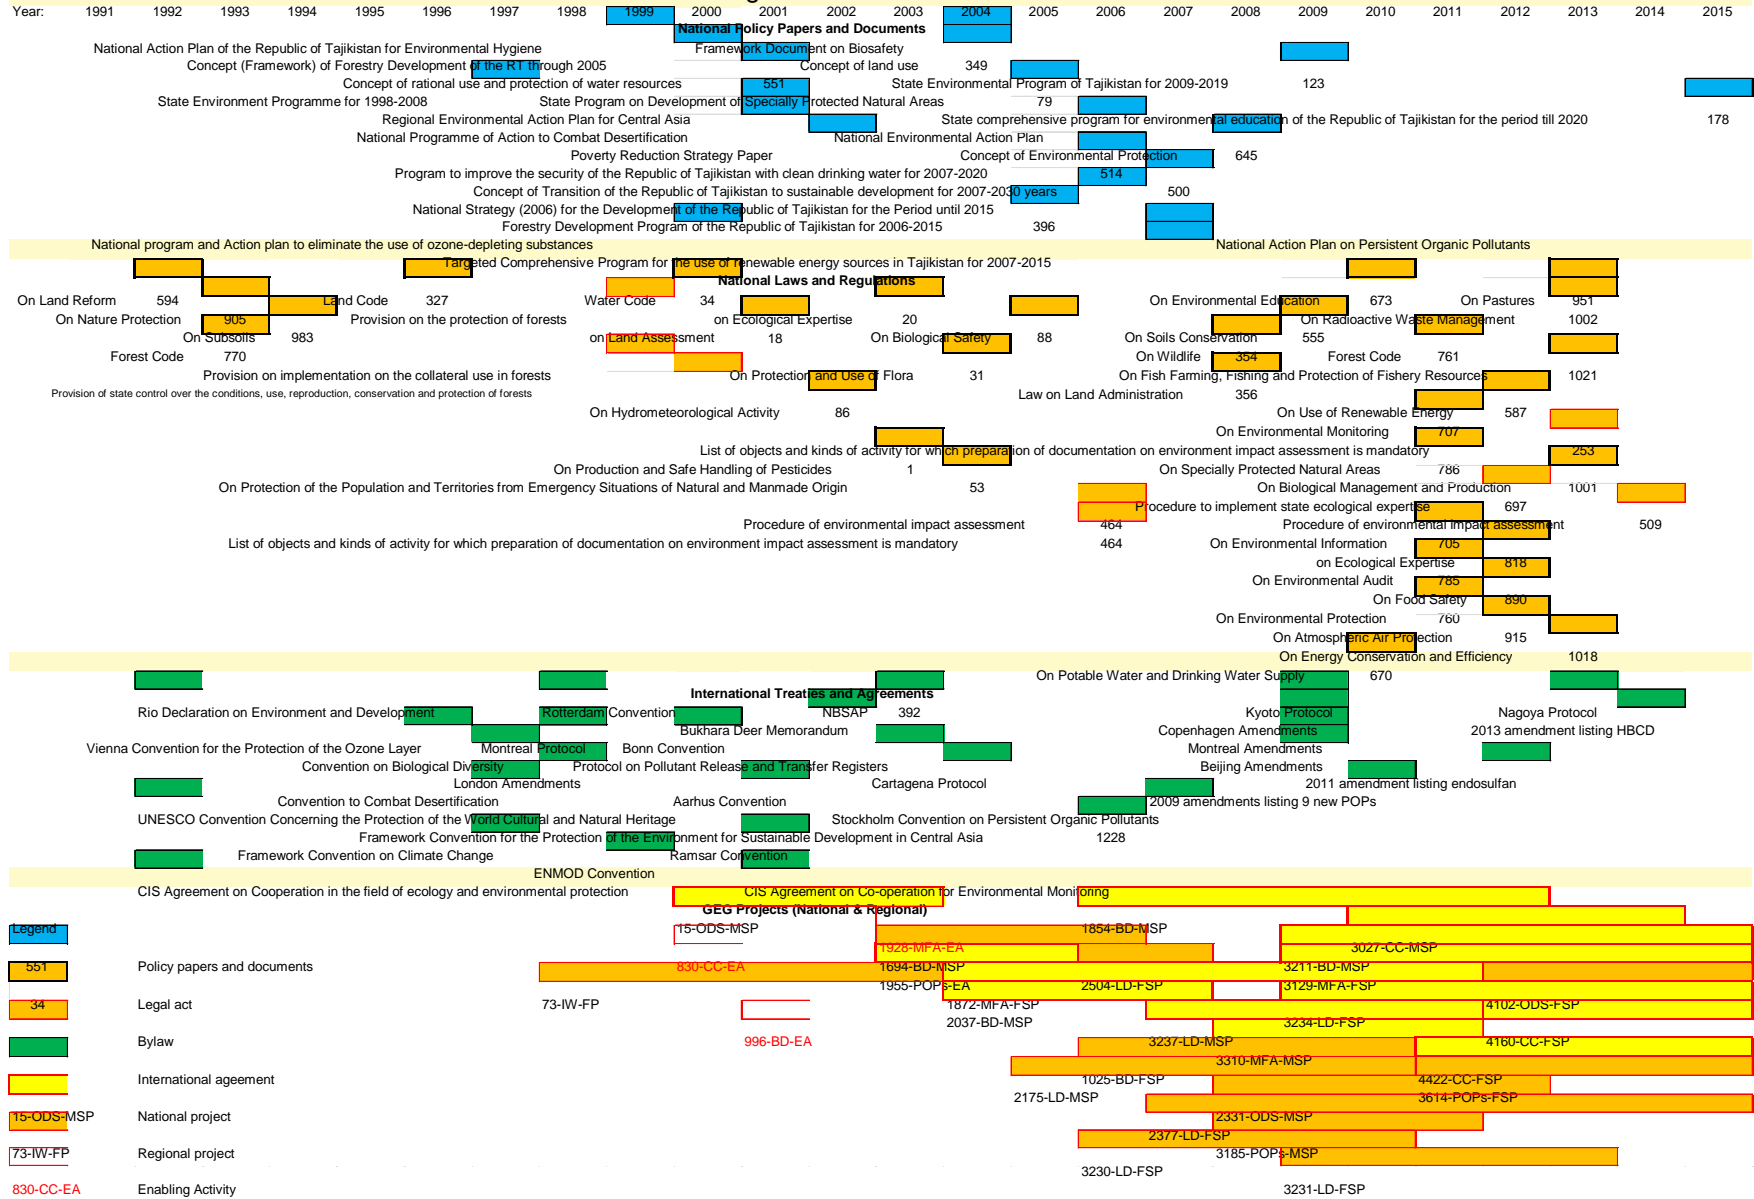 Year: 1991 1992 1993 1994 1995 1996 1997 1998 1999 2000 2001 2002 2003 2004 2005 2006 2007 2008 2009 2010 2011 2012 2013 2014 2015
National Policy Papers and Documents
National Action Plan of the Republic of Tajikistan for Environmental Hygiene Framework Document on Biosafety
Concept (Framework) of Forestry Development of the RT through 2005 Concept of land use 349
Concept of rational use and protection of water resources 551 State Environmental Program of Tajikistan for 2009-2019 123
State Environment Programme for 1998-2008 State Program on Development of Specially Protected Natural Areas 79
Regional Environmental Action Plan for Central Asia State comprehensive program for environmental education of the Republic of Tajikistan for the period till 2020 178
National Programme of Action to Combat Desertification National Environmental Action Plan
Poverty Reduction Strategy Paper Concept of Environmental Protection 645
Program to improve the security of the Republic of Tajikistan with clean drinking water for 2007-2020 514
Concept of Transition of the Republic of Tajikistan to sustainable development for 2007-2030 years 500
National Strategy (2006) for the Development of the Republic of Tajikistan for the Period until 2015
Forestry Development Program of the Republic of Tajikistan for 2006-2015 396
National program and Action plan to eliminate the use of ozone-depleting substances National Action Plan on Persistent Organic Pollutants
Targeted Comprehensive Program for the use of renewable energy sources in Tajikistan for 2007-2015
National Laws and Regulations
On Land Reform 594 Land Code 327 Water Code 34 On Environmental Education 673 On Pastures 951
On Nature Protection 905 Provision on the protection of forests on Ecological Expertise 20 On Radioactive Waste Management 1002
On Subsoils 983 on Land Assessment 18 On Biological Safety 88 On Soils Conservation 555
Forest Code 770 On Wildlife 354 Forest Code 761
Provision on implementation on the collateral use in forests On Protection and Use of Flora 31 On Fish Farming, Fishing and Protection of Fishery Resources 1021
Provision of state control over the conditions, use, reproduction, conservation and protection of forests Law on Land Administration 356
On Hydrometeorological Activity 86 On Use of Renewable Energy 587
On Environmental Monitoring 707
List of objects and kinds of activity for which preparation of documentation on environment impact assessment is mandatory 253
On Production and Safe Handling of Pesticides 1 On Specially Protected Natural Areas 786
On Protection of the Population and Territories from Emergency Situations of Natural and Manmade Origin 53 On Biological Management and Production 1001
Procedure to implement state ecological expertise 697
Procedure of environmental impact assessment 464 Procedure of environmental impact assessment 509
List of objects and kinds of activity for which preparation of documentation on environment impact assessment is mandatory 464 On Environmental Information 705
on Ecological Expertise 818
On Environmental Audit 785
On Food Safety 890
On Environmental Protection 760
On Atmospheric Air Protection 915
On Energy Conservation and Efficiency 1018
On Potable Water and Drinking Water Supply 670
International Treaties and Agreements
Rio Declaration on Environment and Development Rotterdam Convention NBSAP 392 Kyoto Protocol Nagoya Protocol
Bukhara Deer Memorandum Copenhagen Amendments 2013 amendment listing HBCD
Vienna Convention for the Protection of the Ozone Layer Montreal Protocol Bonn Convention Montreal Amendments
Convention on Biological Diversity Protocol on Pollutant Release and Transfer Registers Beijing Amendments
London Amendments Cartagena Protocol 2011 amendment listing endosulfan
Convention to Combat Desertification Aarhus Convention 2009 amendments listing 9 new POPs
UNESCO Convention Concerning the Protection of the World Cultural and Natural Heritage Stockholm Convention on Persistent Organic Pollutants
Framework Convention for the Protection of the Environment for Sustainable Development in Central Asia 1228
Framework Convention on Climate Change Ramsar Convention
ENMOD Convention
CIS Agreement on Cooperation in the field of ecology and environmental protection CIS Agreement on Co-operation for Environmental Monitoring
GEG Projects (National & Regional)
Legend 15-ODS-MSP 1854-BD-MSP
1928-MFA-EA 3027-CC-MSP
551 Policy papers and documents 830-CC-EA 1694-BD-MSP 3211-BD-MSP
1955-POPs-EA 2504-LD-FSP 3129-MFA-FSP
34 Legal act 73-IW-FP 1872-MFA-FSP 4102-ODS-FSP
2037-BD-MSP 3234-LD-FSP
Bylaw 996-BD-EA 3237-LD-MSP 4160-CC-FSP
3310-MFA-MSP
International ageement 1025-BD-FSP 4422-CC-FSP
2175-LD-MSP 3614-POPs-FSP
15-ODS-MSP National project 2331-ODS-MSP
2377-LD-FSP
73-IW-FP Regional project 3185-POPs-MSP
3230-LD-FSP
830-CC-EA Enabling Activity 3231-LD-FSP